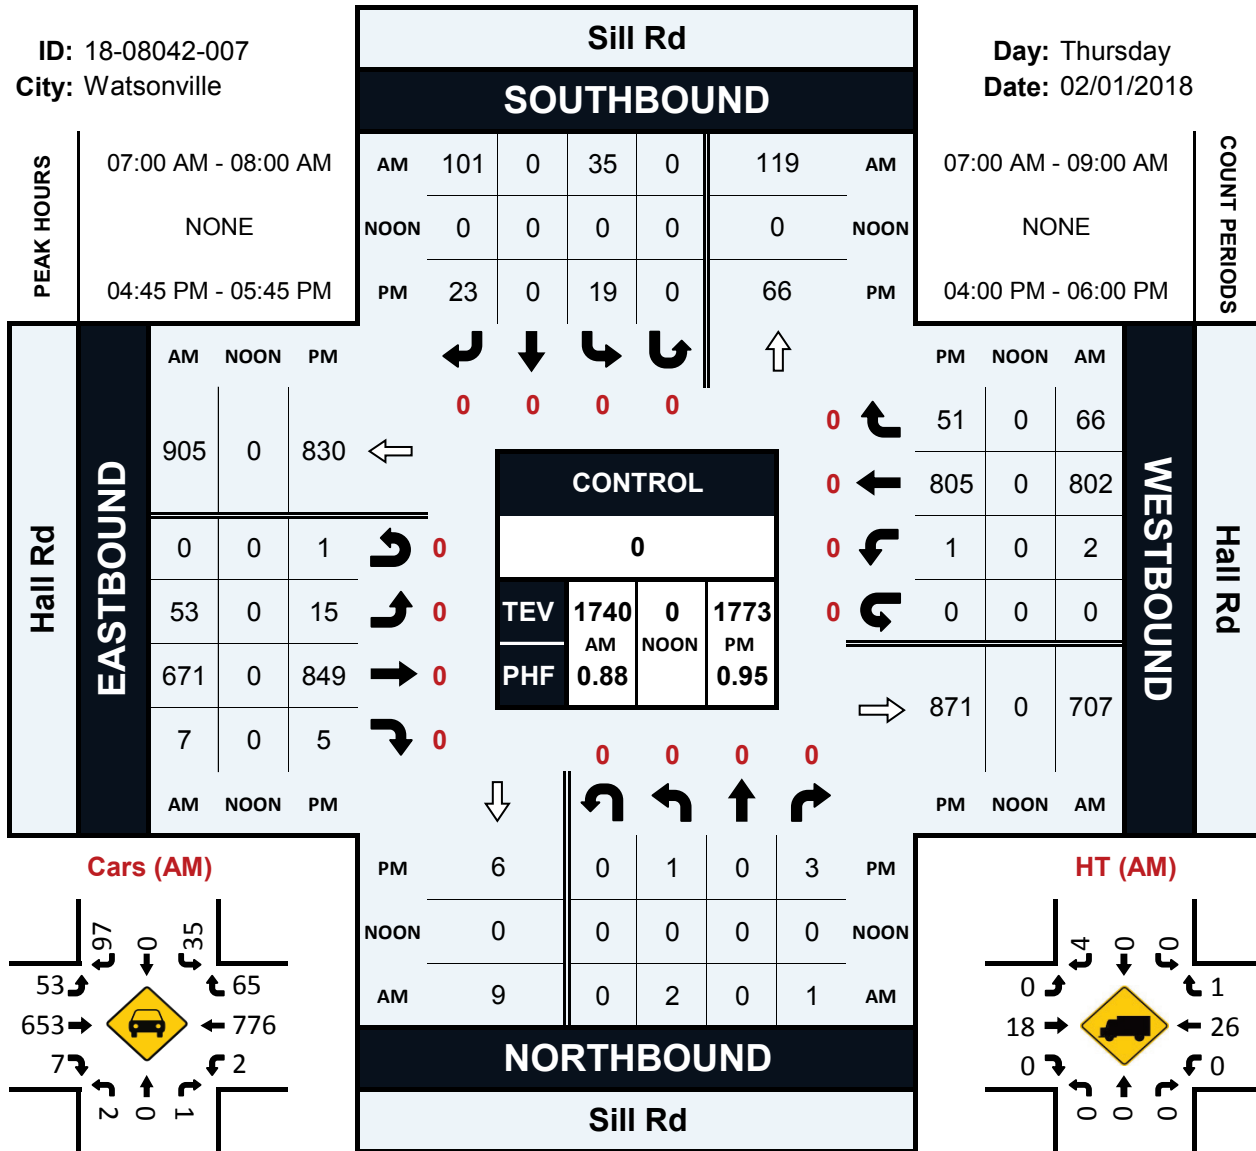 Sill Rd
ID: 18-08042-007
Day: Thursday
City: Watsonville
Date: 02/01/2018
SOUTHBOUND
PEAK HOURS
07:00 AM - 08:00 AM
AM 101 0 35 0 119 AM
07:00 AM - 09:00 AM
COUNT PERIODS
NONE
NOON 0 0 0 0 0 NOON
NONE
04:45 PM - 05:45 PM
PM 23 0 19 0 66 PM
04:00 PM - 06:00 PM
0 0 0 0
Hall Rd
EASTBOUND
AM NOON PM
905 0 830
0 0 1 0
53 0 15 0
671 0 849 0
7 0 5 0
AM NOON PM
CONTROL
0
TEV 1740 0 1773
AM NOON PM
PHF 0.88 0.95
PM NOON AM
0 51 0 66
0 805 0 802
0 1 0 2
0 0 0 0
871 0 707
PM NOON AM
WESTBOUND
Hall Rd
0 0 0 0
PM 6 0 1 0 3 PM
NOON 0 0 0 0 0 NOON
AM 9 0 2 0 1 AM
NORTHBOUND
Sill Rd
Cars (AM)
97 0 35
53 65
653 776
7 2
2 0 1
HT (AM)
4 0 0
0 1
18 26
0 0
0 0 0